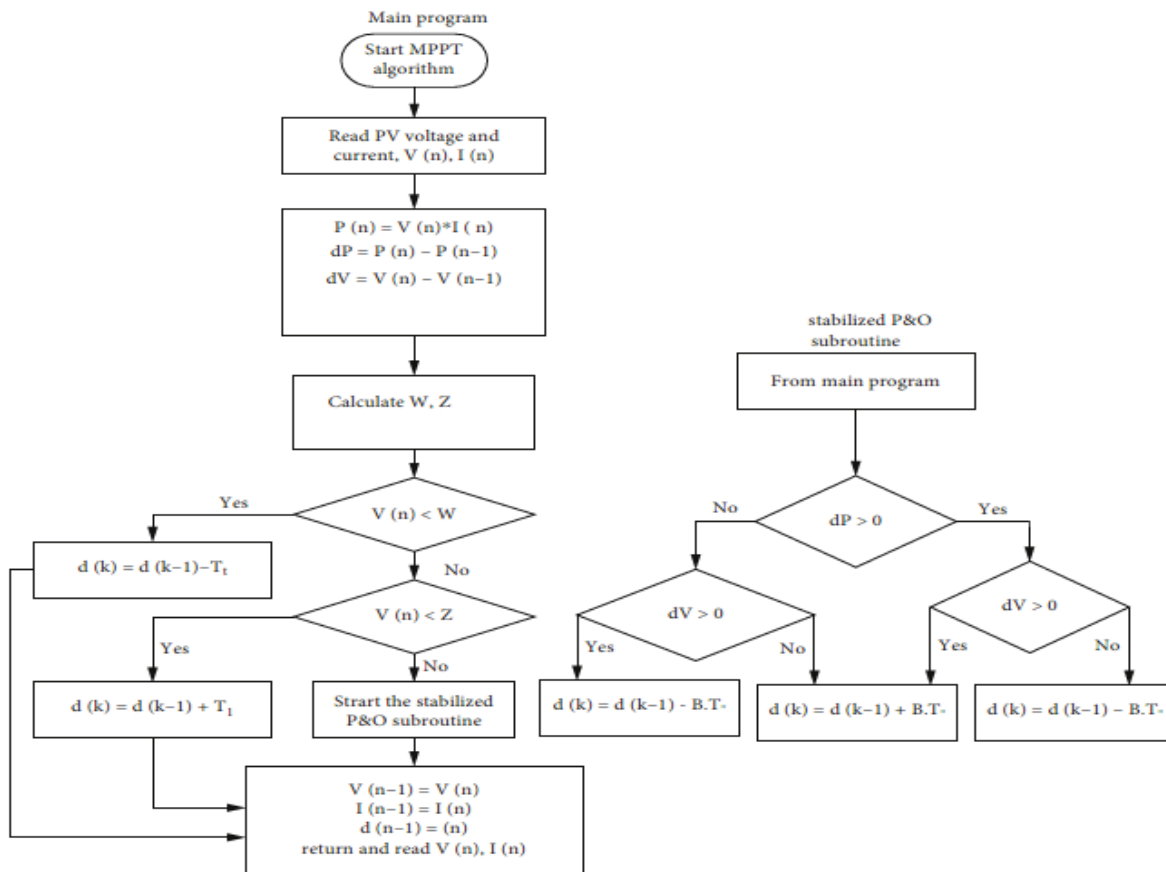 Main program
Start MPPT
algorithm
Read PV voltage and
current, V (n), I (n)
P (n) = V (n)*I ( n)
dP = P (n) – P (n–1)
dV = V (n) – V (n–1)
Calculate W, Z
V (n) < W
Yes
No
d (k) = d (k–1)–T₁
V (n) < Z
Yes
No
d (k) = d (k–1) + T₁
Strart the stabilized
P&O subroutine
V (n–1) = V (n)
I (n–1) = I (n)
d (n–1) = (n)
return and read V (n), I (n)
stabilized P&O
subroutine
From main program
dP > 0
No
Yes
dV > 0
Yes
No
dV > 0
Yes
No
d (k) = d (k–1) - B.T
d (k) = d (k–1) + B.T
d (k) = d (k–1) – B.T